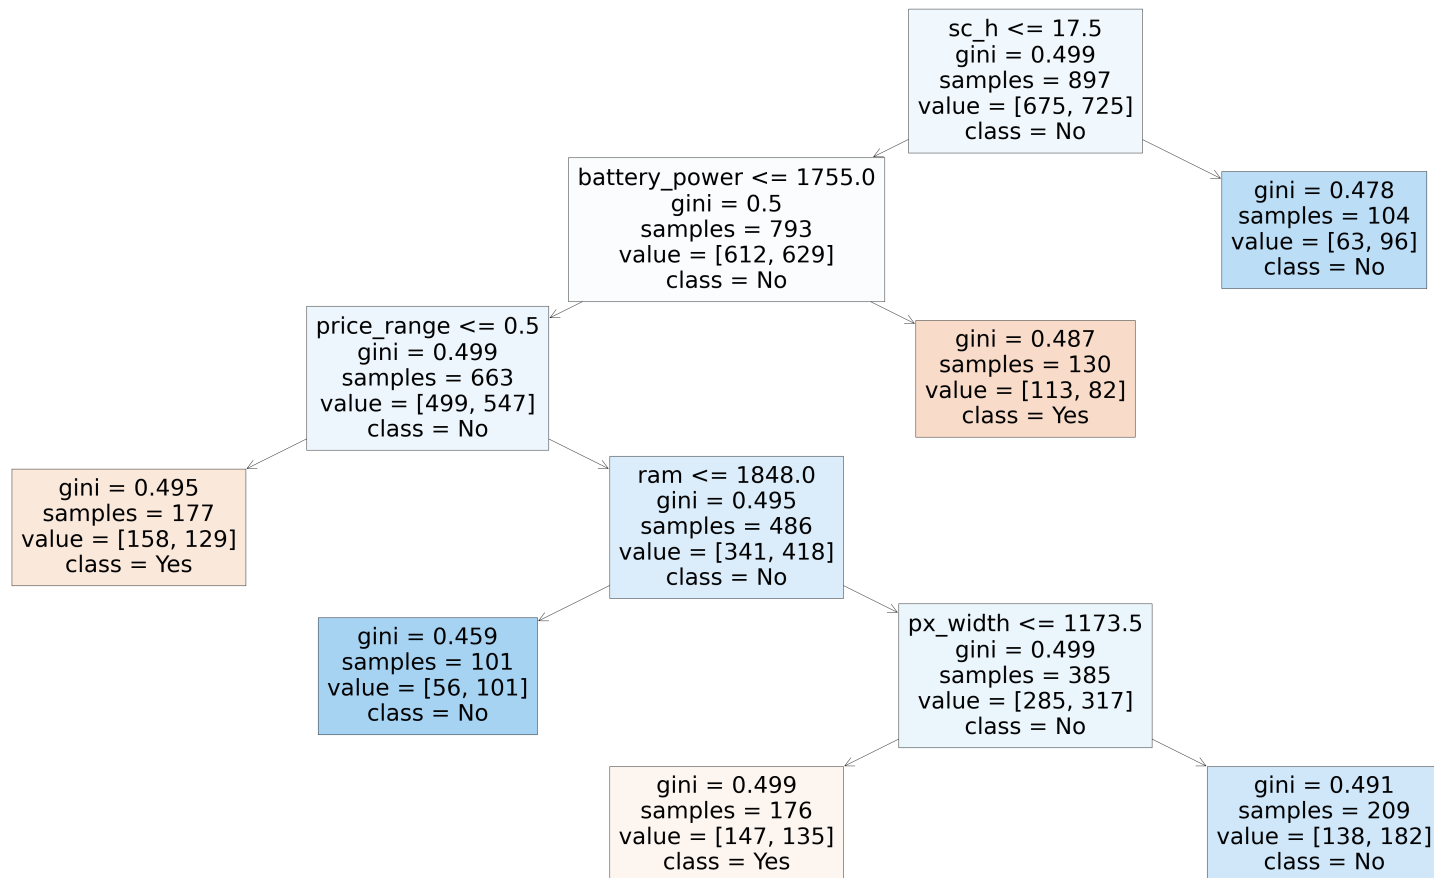 sc_h <= 17.5
gini = 0.499
samples = 897
value = [675, 725]
class = No
battery_power <= 1755.0
gini = 0.5
samples = 793
value = [612, 629]
class = No
gini = 0.478
samples = 104
value = [63, 96]
class = No
price_range <= 0.5
gini = 0.499
samples = 663
value = [499, 547]
class = No
gini = 0.487
samples = 130
value = [113, 82]
class = Yes
gini = 0.495
samples = 177
value = [158, 129]
class = Yes
ram <= 1848.0
gini = 0.495
samples = 486
value = [341, 418]
class = No
gini = 0.459
samples = 101
value = [56, 101]
class = No
px_width <= 1173.5
gini = 0.499
samples = 385
value = [285, 317]
class = No
gini = 0.499
samples = 176
value = [147, 135]
class = Yes
gini = 0.491
samples = 209
value = [138, 182]
class = No